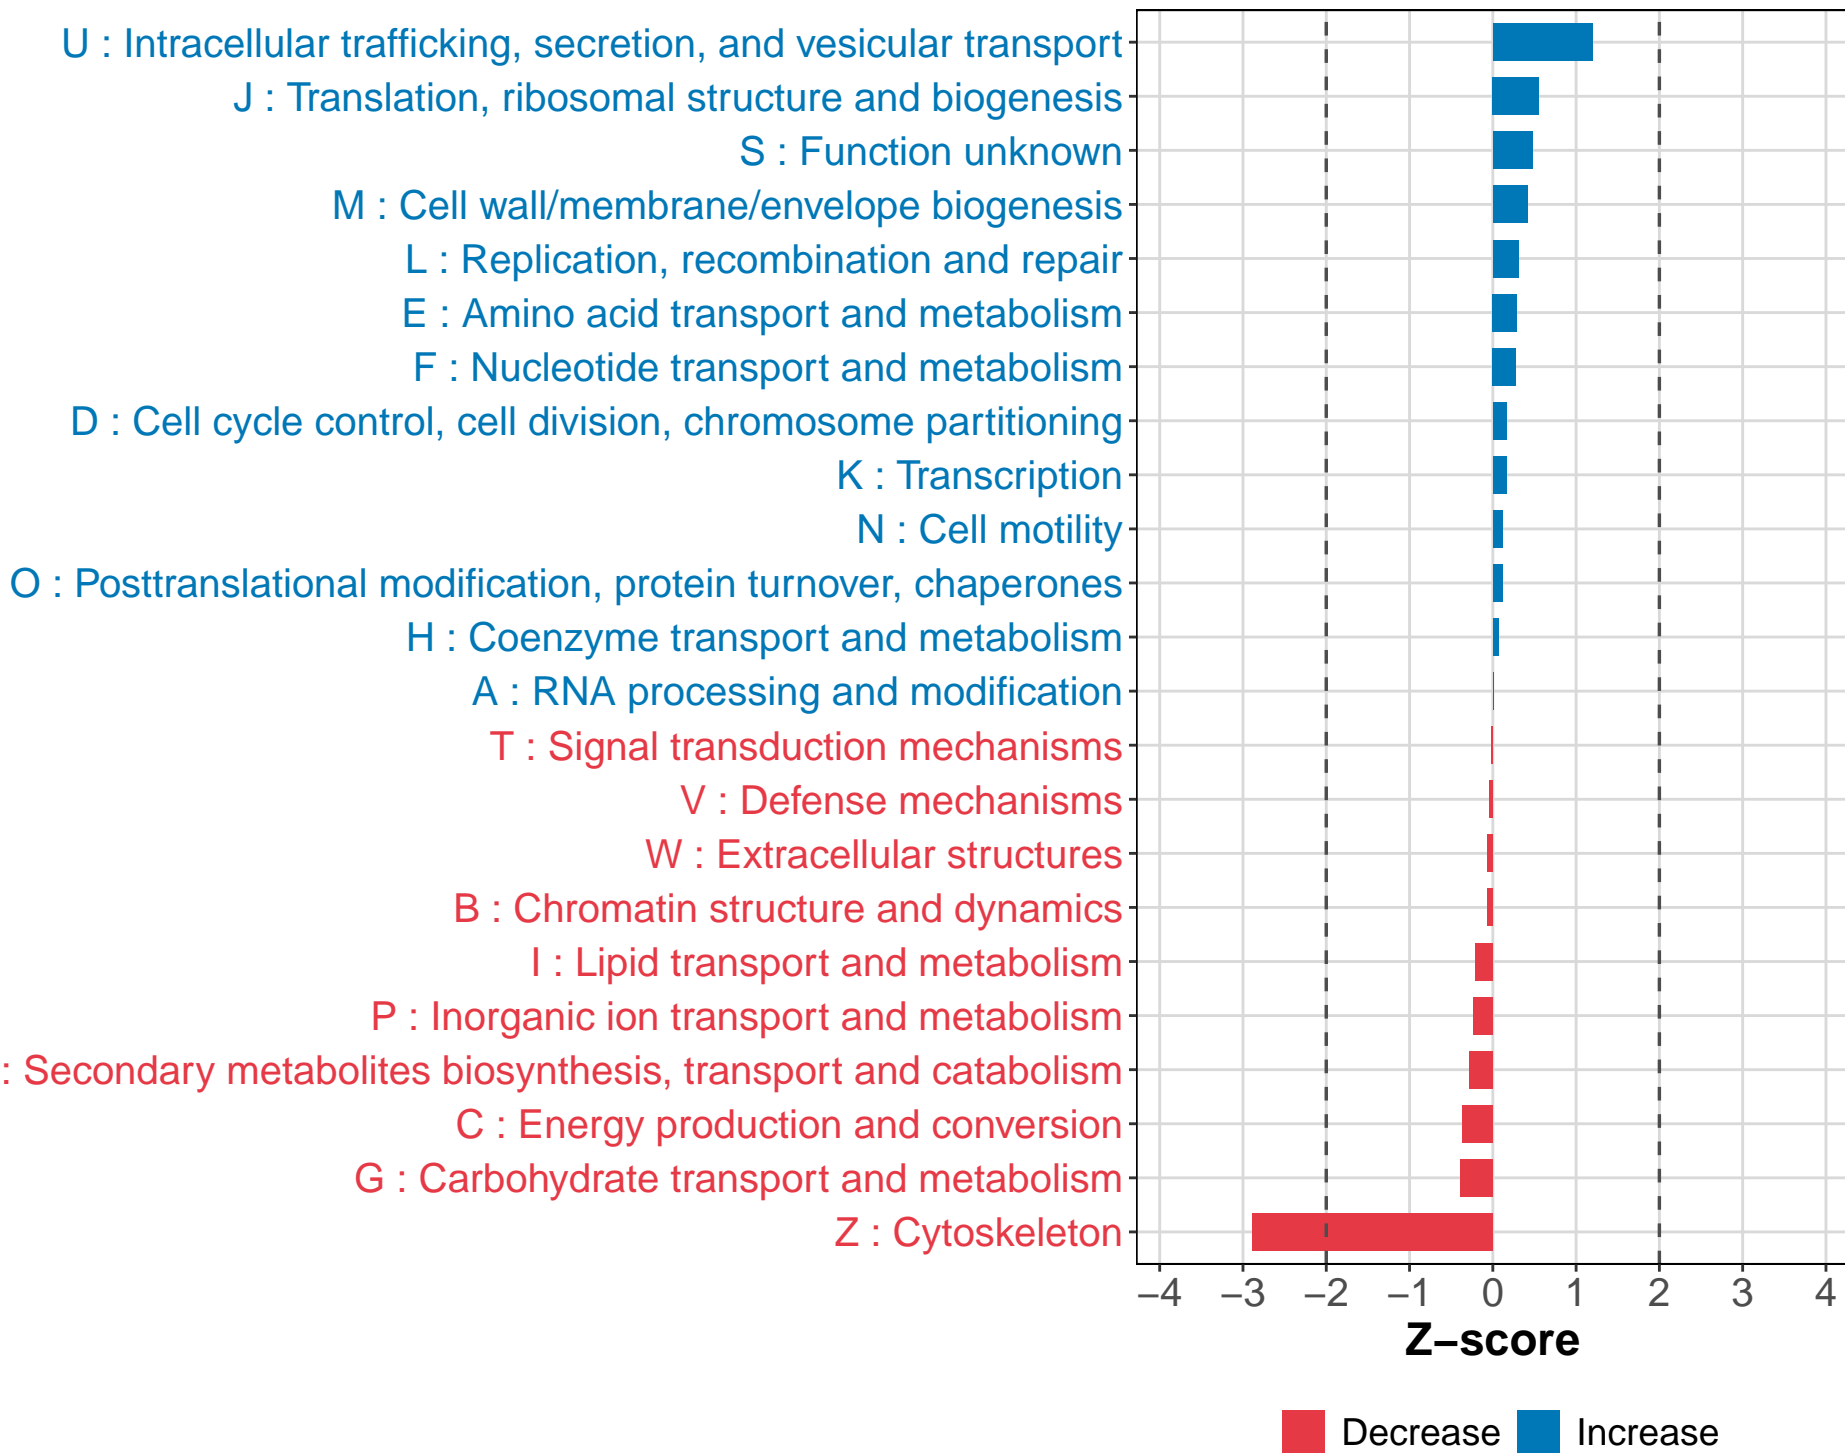 U : Intracellular trafficking, secretion, and vesicular transport
J : Translation, ribosomal structure and biogenesis
S : Function unknown
M : Cell wall/membrane/envelope biogenesis
L : Replication, recombination and repair
E : Amino acid transport and metabolism
F : Nucleotide transport and metabolism
D : Cell cycle control, cell division, chromosome partitioning
K : Transcription
N : Cell motility
O : Posttranslational modification, protein turnover, chaperones
H : Coenzyme transport and metabolism
A : RNA processing and modification
T : Signal transduction mechanisms
V : Defense mechanisms
W : Extracellular structures
B : Chromatin structure and dynamics
I : Lipid transport and metabolism
P : Inorganic ion transport and metabolism
: Secondary metabolites biosynthesis, transport and catabolism
C : Energy production and conversion
G : Carbohydrate transport and metabolism
Z : Cytoskeleton
−4 −3 −2 −1 0 1 2 3 4
Z−score
Decrease Increase